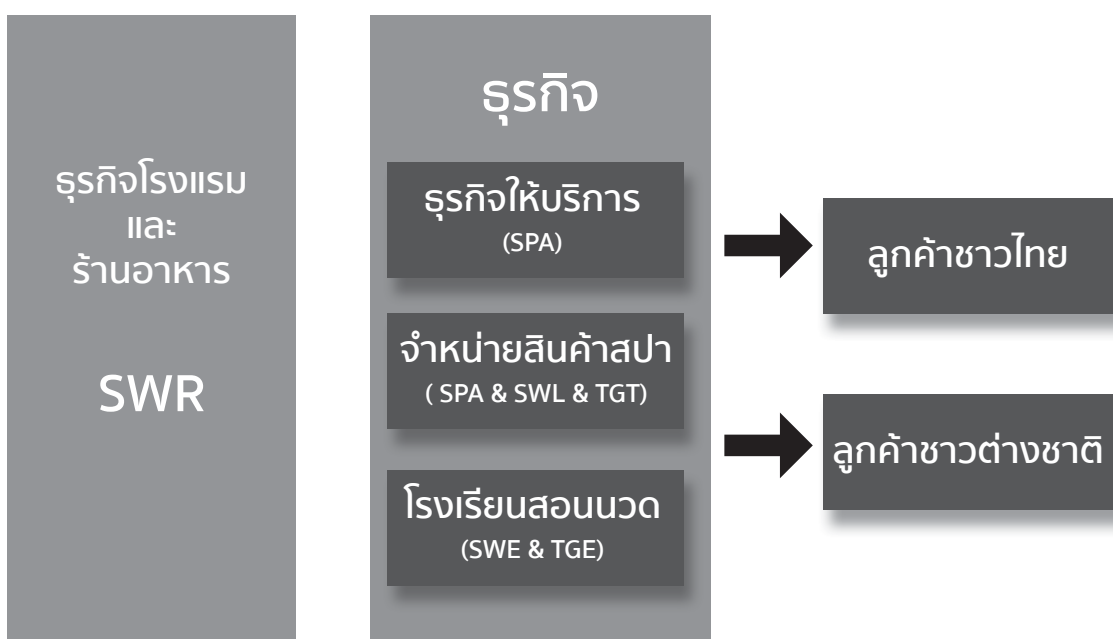 ธุรกิจโรงแรม
และ
ร้านอาหาร
SWR
ธุรกิจ
ธุรกิจให้บริการ
(SPA)
จำหน่ายสินค้าสปา
( SPA & SWL & TGT)
โรงเรียนสอนนวด
(SWE & TGE)
ลูกค้าชาวไทย
ลูกค้าชาวต่างชาติ